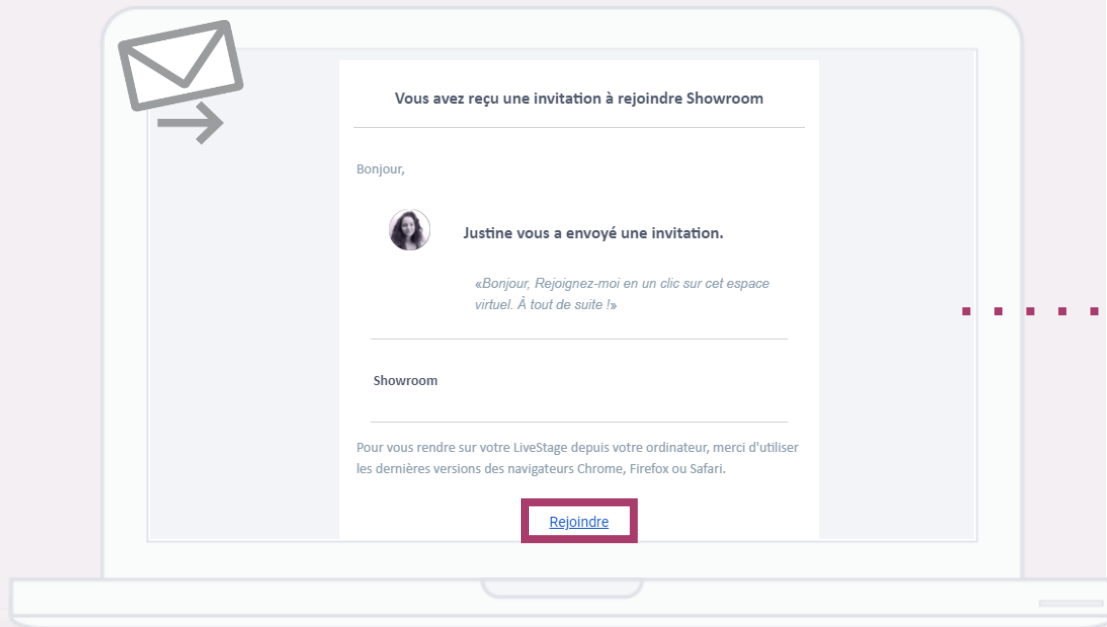 Vous avez reçu une invitation à rejoindre Showroom
Bonjour,
Justine vous a envoyé une invitation.
«Bonjour, Rejoignez-moi en un clic sur cet espace
virtuel. À tout de suite !»
Showroom
Pour vous rendre sur votre LiveStage depuis votre ordinateur, merci d'utiliser
les dernières versions des navigateurs Chrome, Firefox ou Safari.
Rejoindre